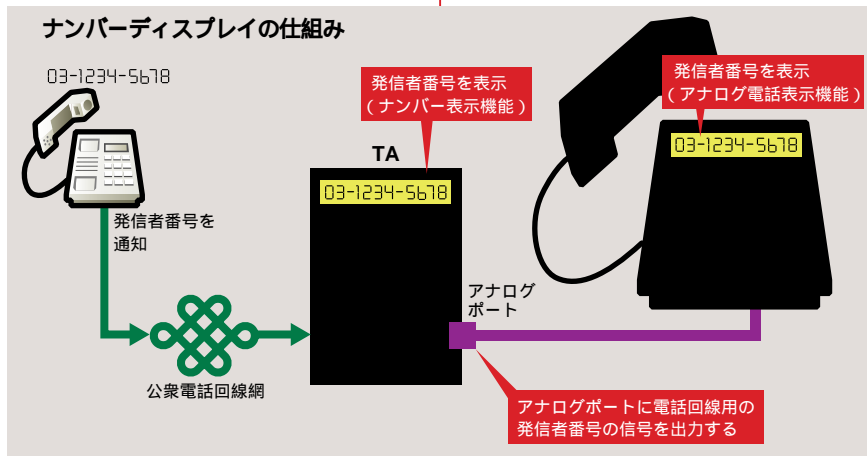 ナンバーディスプレイの仕組み
03-1234-5678
発信者番号を
通知
公衆電話回線網
発信者番号を表示
(ナンバー表示機能)
TA
03-1234-5678
アナログ
ポート
発信者番号を表示
(アナログ電話表示機能)
03-1234-5678
アナログポートに電話回線用の
発信者番号の信号を出力する